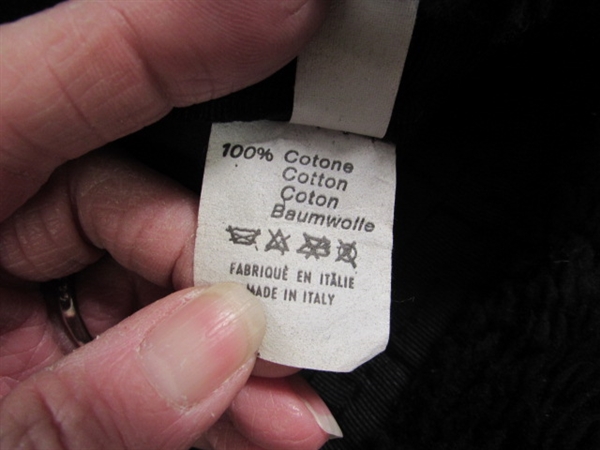 100% Cotone
Cotton
Coton
Baumwolle
FABRIQUÉ EN ITALIE
MADE IN ITALY